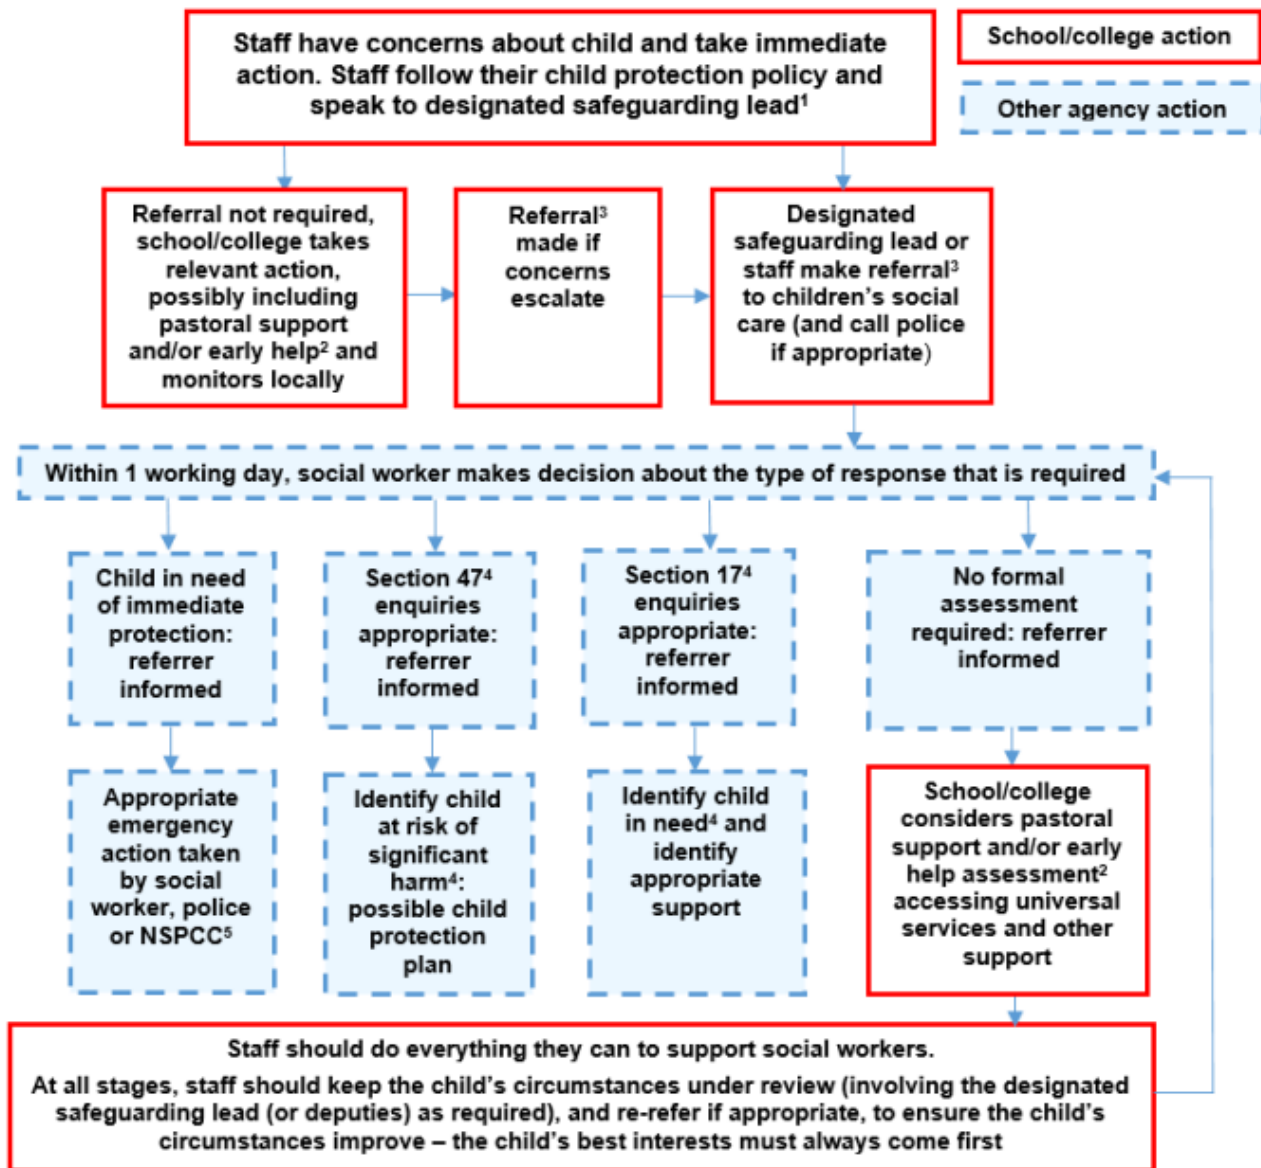 Staff have concerns about child and take immediate
action. Staff follow their child protection policy and
speak to designated safeguarding lead¹
School/college action
Other agency action
Referral not required,
school/college takes
relevant action,
possibly including
pastoral support
and/or early help² and
monitors locally
Referral³
made if
concerns
escalate
Designated
safeguarding lead or
staff make referral³
to children’s social
care (and call police
if appropriate)
Within 1 working day, social worker makes decision about the type of response that is required
Child in need
of immediate
protection:
referrer
informed
Section 47⁴
enquiries
appropriate:
referrer
informed
Section 17⁴
enquiries
appropriate:
referrer
informed
No formal
assessment
required: referrer
informed
Appropriate
emergency
action taken
by social
worker, police
or NSPCC⁵
Identify child
at risk of
significant
harm⁴:
possible child
protection
plan
Identify child
in need⁴ and
identify
appropriate
support
School/college
considers pastoral
support and/or early
help assessment²
accessing universal
services and other
support
Staff should do everything they can to support social workers.
At all stages, staff should keep the child’s circumstances under review (involving the designated
safeguarding lead (or deputies) as required), and re-refer if appropriate, to ensure the child’s
circumstances improve – the child’s best interests must always come first